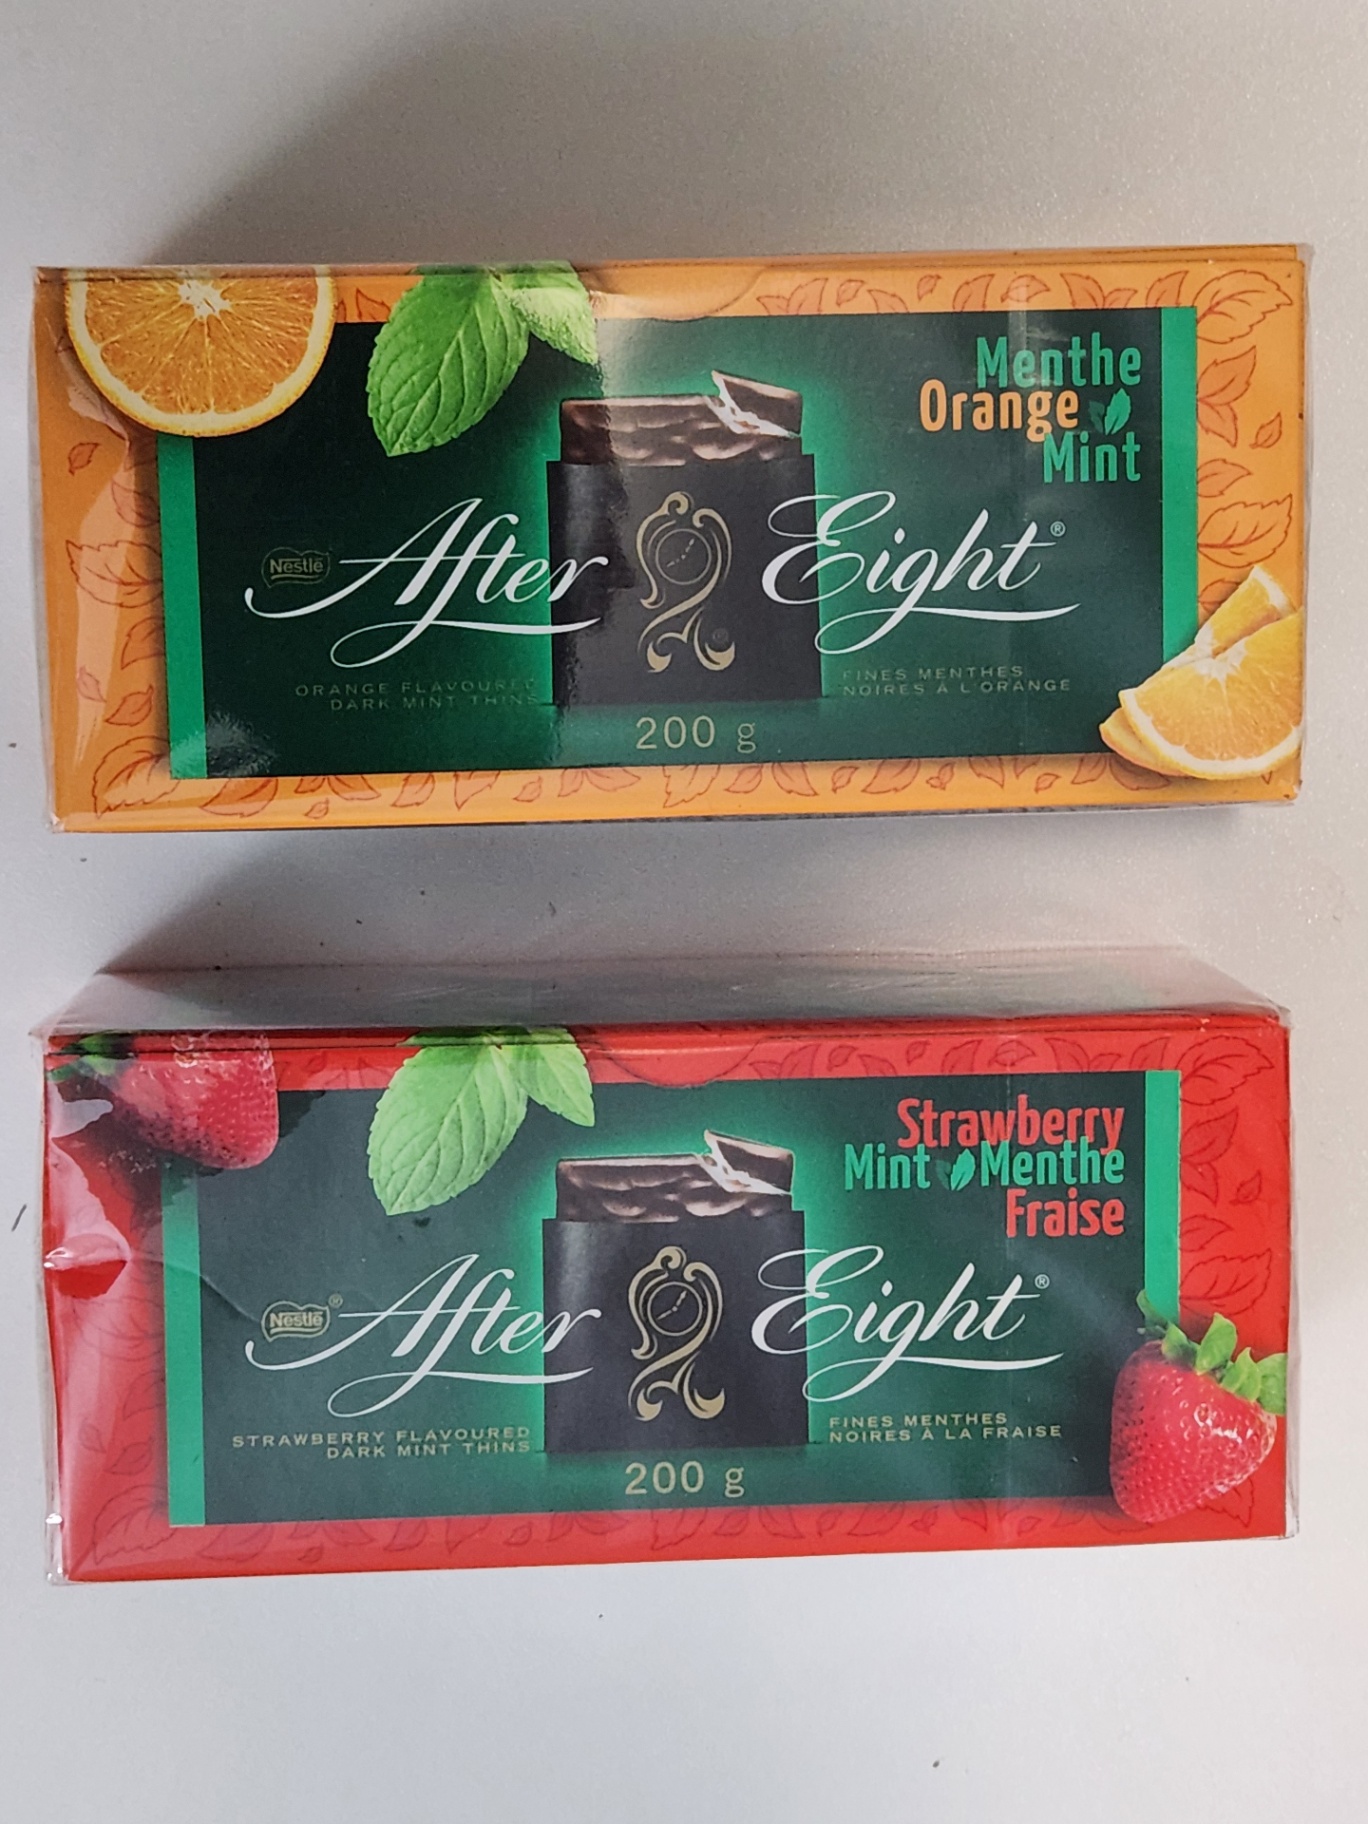 Menthe
Orange
Mint
Nestlé
After Eight®
ORANGE FLAVOURED
DARK MINT THINS
FINES MENTHES
NOIRES À L'ORANGE
200 g
Strawberry
Mint Menthe
Fraise
Nestlé®
After Eight®
STRAWBERRY FLAVOURED
DARK MINT THINS
FINES MENTHES
NOIRES À LA FRAISE
200 g